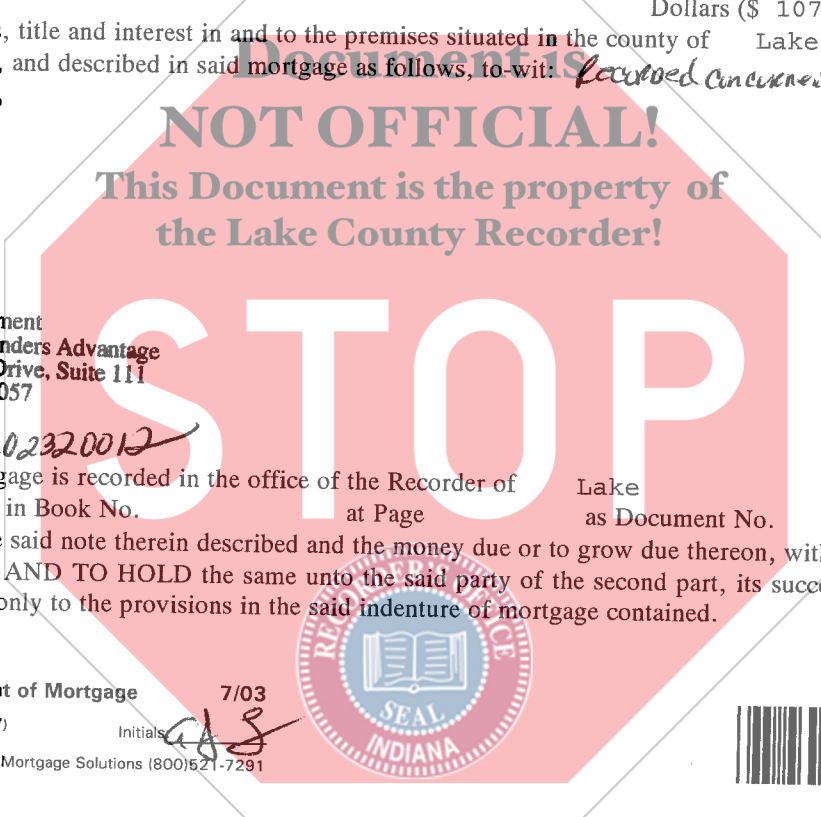 Dollars ($ 107
, title and interest in and to the premises situated in the county of Lake
, and described in said mortgage as follows, to-wit: Recorded
Document is
NOT OFFICIAL!
This Document is the property of
the Lake County Recorder!
STOP
ment
nders Advantage
Drive, Suite 111
057
02320012
gage is recorded in the office of the Recorder of Lake
in Book No. at Page as Document No.
e said note therein described and the money due or to grow due thereon, wit
AND TO HOLD the same unto the said party of the second part, its succe
only to the provisions in the said indenture of mortgage contained.
RECORDER'S OFFICE
SEAL
INDIANA
t of Mortgage 7/03
Initials
Mortgage Solutions (800)521-7291